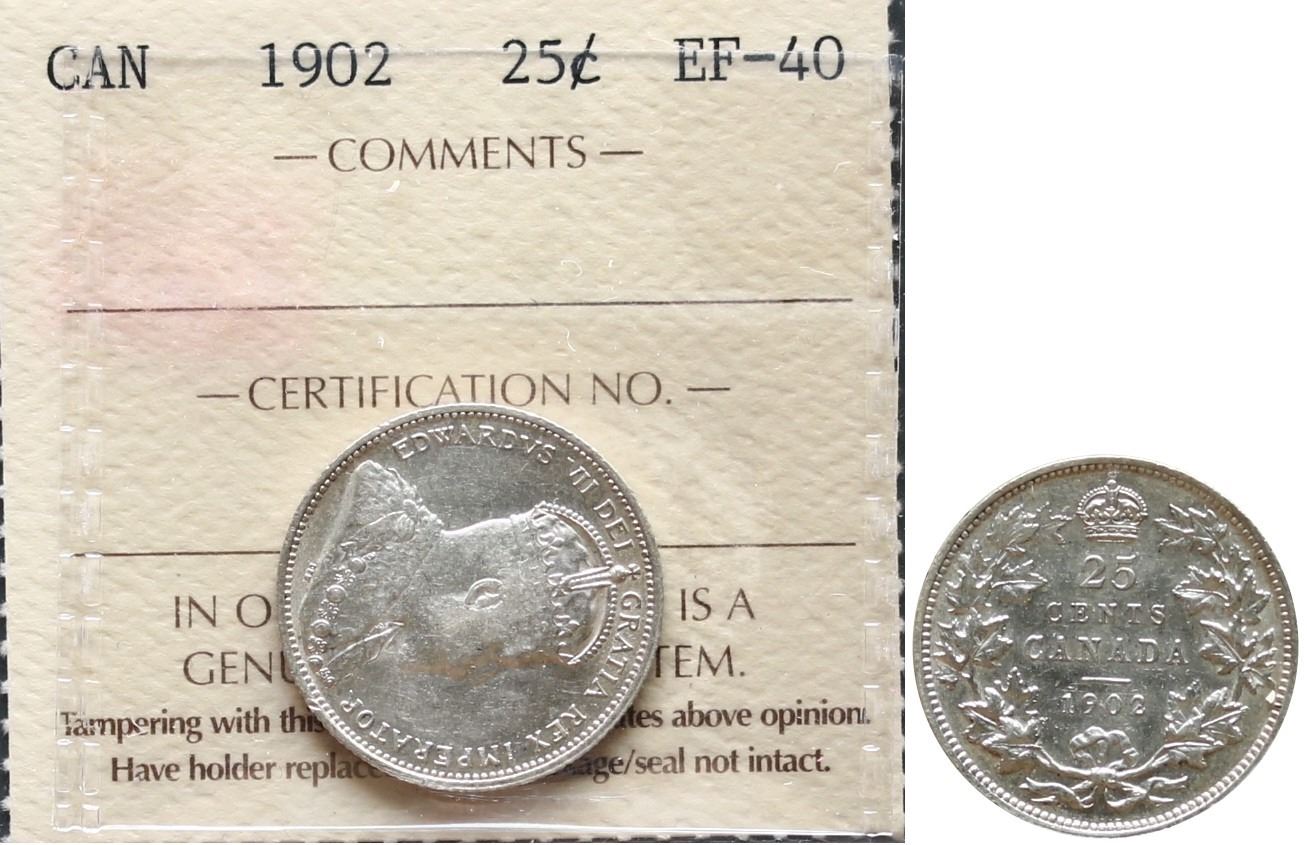 CAN 1902 25¢ EF-40
— COMMENTS —
— CERTIFICATION NO. —
IN O IS A
GENU TEM.
Tampering with this tes above opinion.
Have holder replace age/seal not intact.
EDWARDVS VII DEI GRATIA REX IMPERATOR
25
CENTS
CANADA
1902